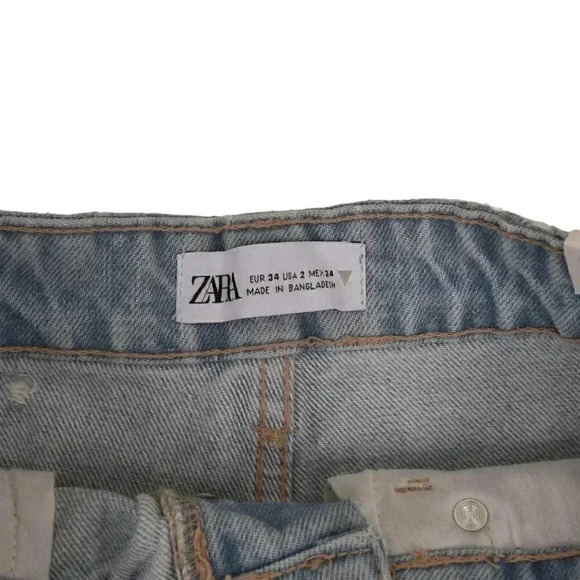 ZARA
EUR 34 USA 2 MEX 24
MADE IN BANGLADESH